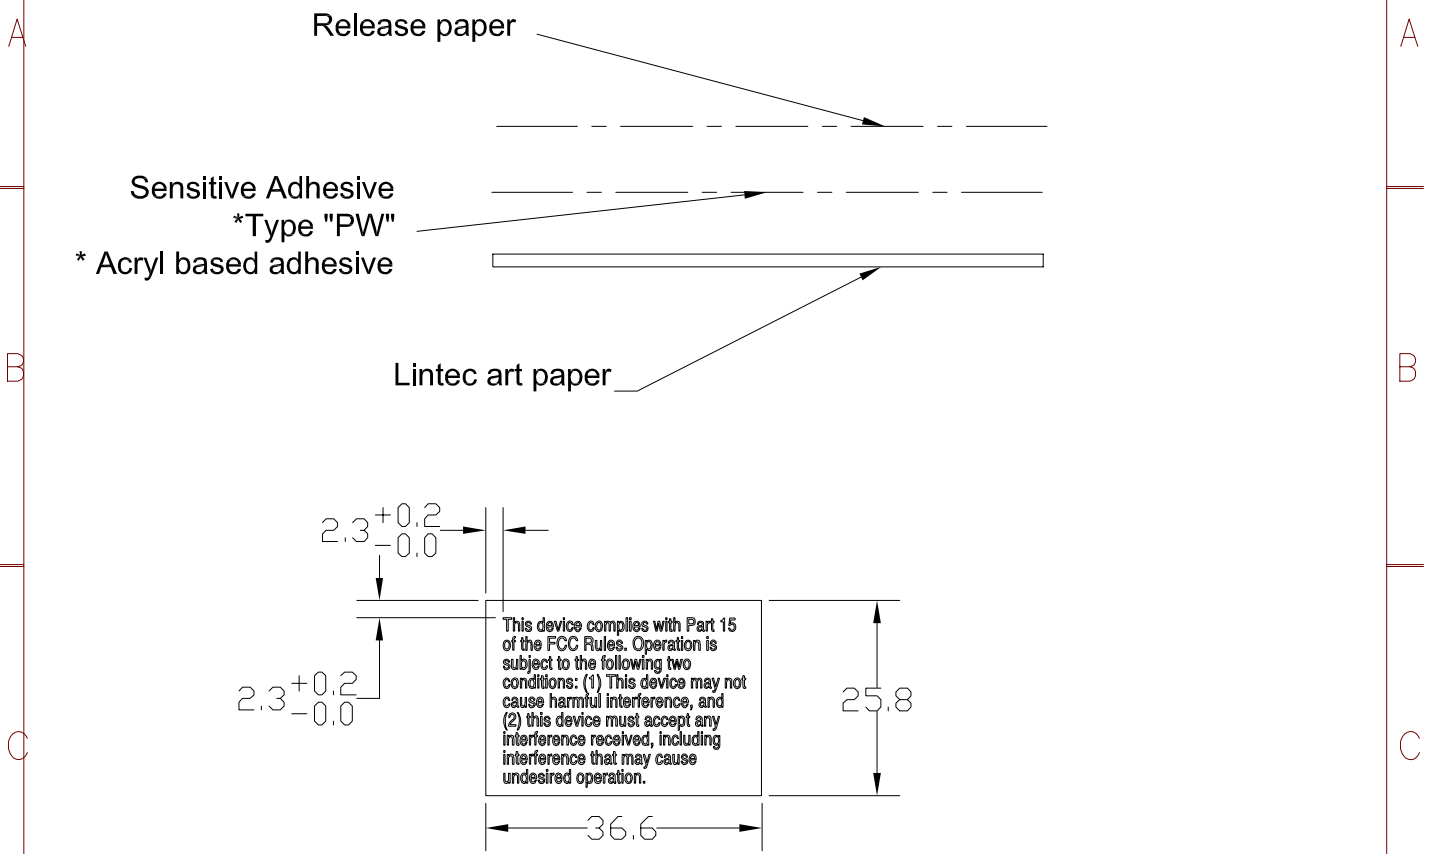 A
A
Release paper
Sensitive Adhesive
*Type "PW"
* Acryl based adhesive
B
B
Lintec art paper
2.3 +0.2
-0.0
This device complies with Part 15
of the FCC Rules. Operation is
subject to the following two
conditions: (1) This device may not
cause harmful interference, and
(2) this device must accept any
interference received, including
interference that may cause
undesired operation.
2.3 +0.2
-0.0
25.8
C
C
36.6